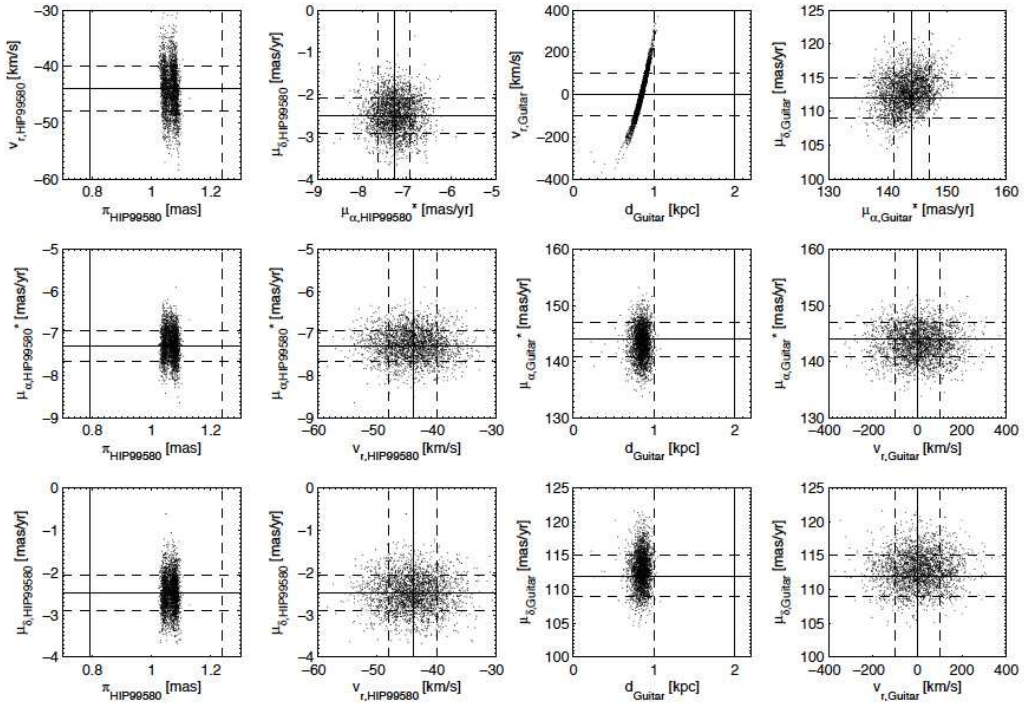 −30
−40
−50
−60
0.8 1 1.2
v_r,HIP99580 [km/s]
π_HIP99580 [mas]
0
−1
−2
−3
−4
−9 −8 −7 −6 −5
μ_δ,HIP99580 [mas/yr]
μ_α,HIP99580* [mas/yr]
400
200
0
−200
−400
0 1 2
v_r,Guitar [km/s]
d_Guitar [kpc]
125
120
115
110
105
100
130 140 150 160
μ_δ,Guitar [mas/yr]
μ_α,Guitar* [mas/yr]
−5
−6
−7
−8
−9
0.8 1 1.2
μ_α,HIP99580* [mas/yr]
π_HIP99580 [mas]
−5
−6
−7
−8
−9
−60 −50 −40 −30
μ_α,HIP99580* [mas/yr]
v_r,HIP99580 [km/s]
160
150
140
130
0 1 2
μ_α,Guitar* [mas/yr]
d_Guitar [kpc]
160
150
140
130
−400 −200 0 200 400
μ_α,Guitar* [mas/yr]
v_r,Guitar [km/s]
0
−1
−2
−3
−4
0.8 1 1.2
μ_δ,HIP99580 [mas/yr]
π_HIP99580 [mas]
0
−1
−2
−3
−4
−60 −50 −40 −30
μ_δ,HIP99580 [mas/yr]
v_r,HIP99580 [km/s]
125
120
115
110
105
100
0 1 2
μ_δ,Guitar [mas/yr]
d_Guitar [kpc]
125
120
115
110
105
100
−400 −200 0 200 400
μ_δ,Guitar [mas/yr]
v_r,Guitar [km/s]